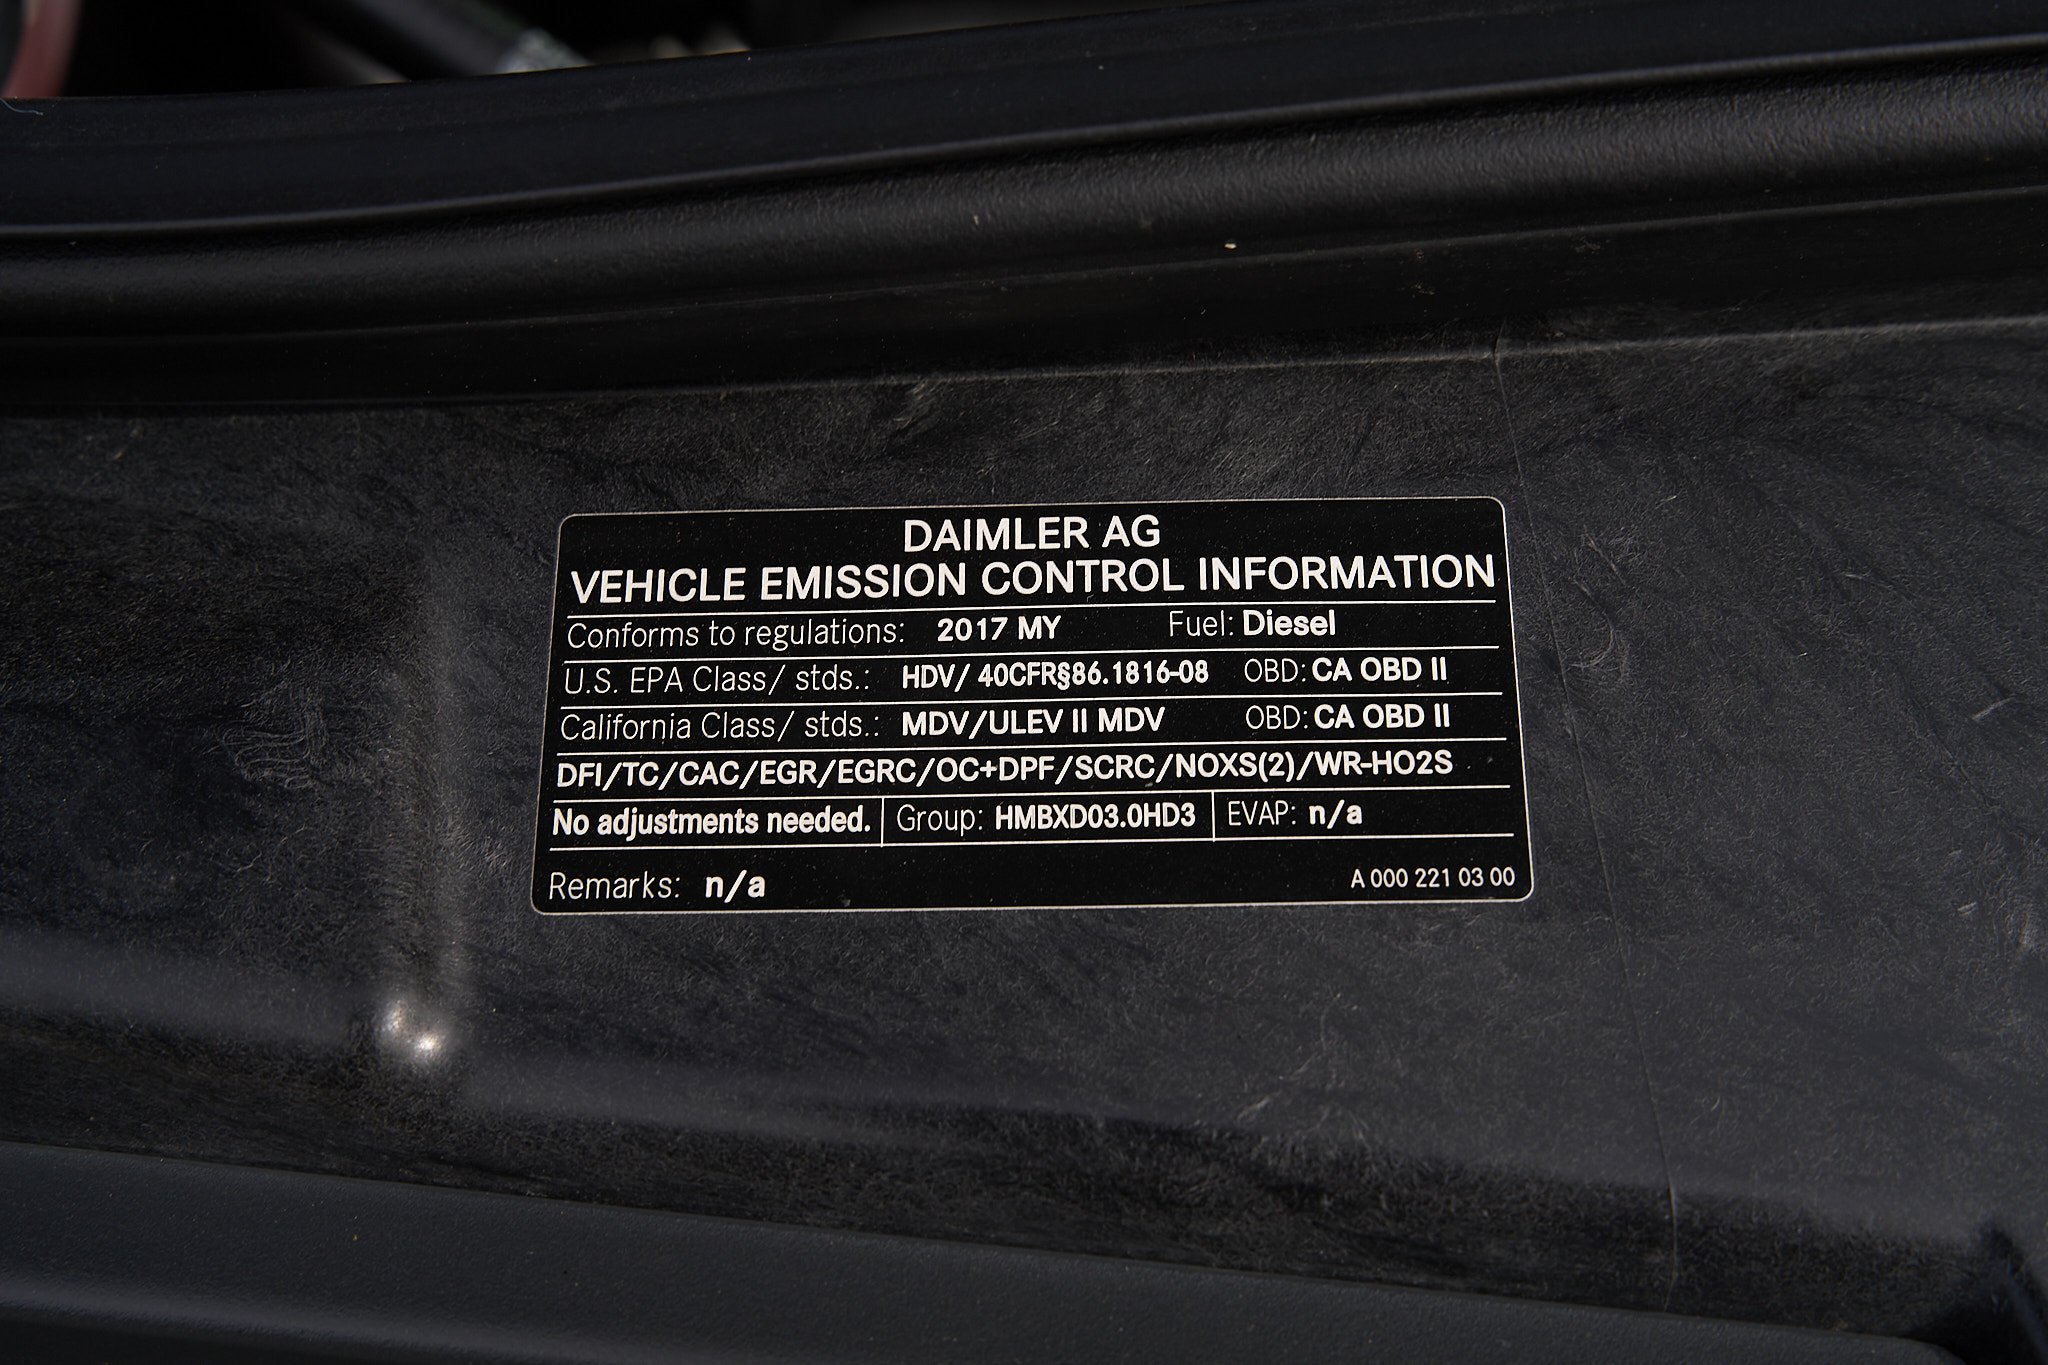 DAIMLER AG
VEHICLE EMISSION CONTROL INFORMATION
Conforms to regulations: 2017 MY Fuel: Diesel
U.S. EPA Class/ stds.: HDV/ 40CFR§86.1816-08 OBD: CA OBD II
California Class/ stds.: MDV/ULEV II MDV OBD: CA OBD II
DFI/TC/CAC/EGR/EGRC/OC+DPF/SCRC/NOXS(2)/WR-HO2S
No adjustments needed. Group: HMBXD03.0HD3 EVAP: n/a
Remarks: n/a A 000 221 03 00